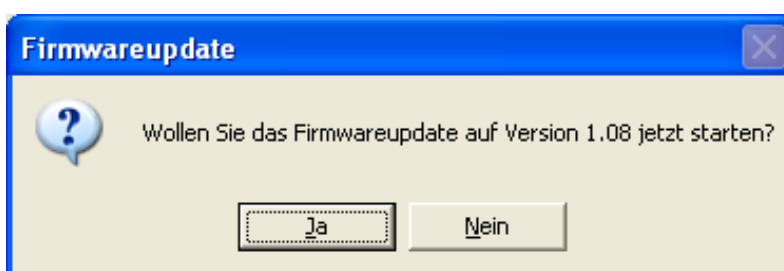 Firmwareupdate
Wollen Sie das Firmwareupdate auf Version 1.08 jetzt starten?
Ja
Nein